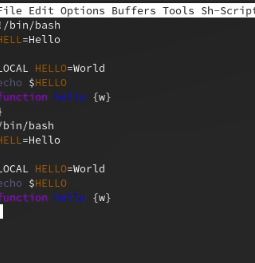 File Edit Options Buffers Tools Sh-Script
!/bin/bash
HELL=Hello
LOCAL HELLO=World
echo $HELLO
function hello {w}
}
/bin/bash
HELL=Hello
LOCAL HELLO=World
echo $HELLO
function hello {w}